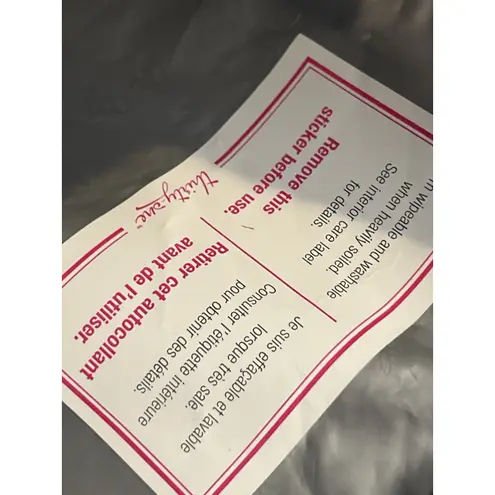 m wipeable and washable
when heavily soiled.
See interior care label
for details.
Remove this
sticker before use.
Je suis effaçable et lavable
lorsque tres sale.
Consulter l'étiquette intérieure
pour obtenir des détails.
Retirer cet autocollant
avant de l'utiliser.
thirty-one